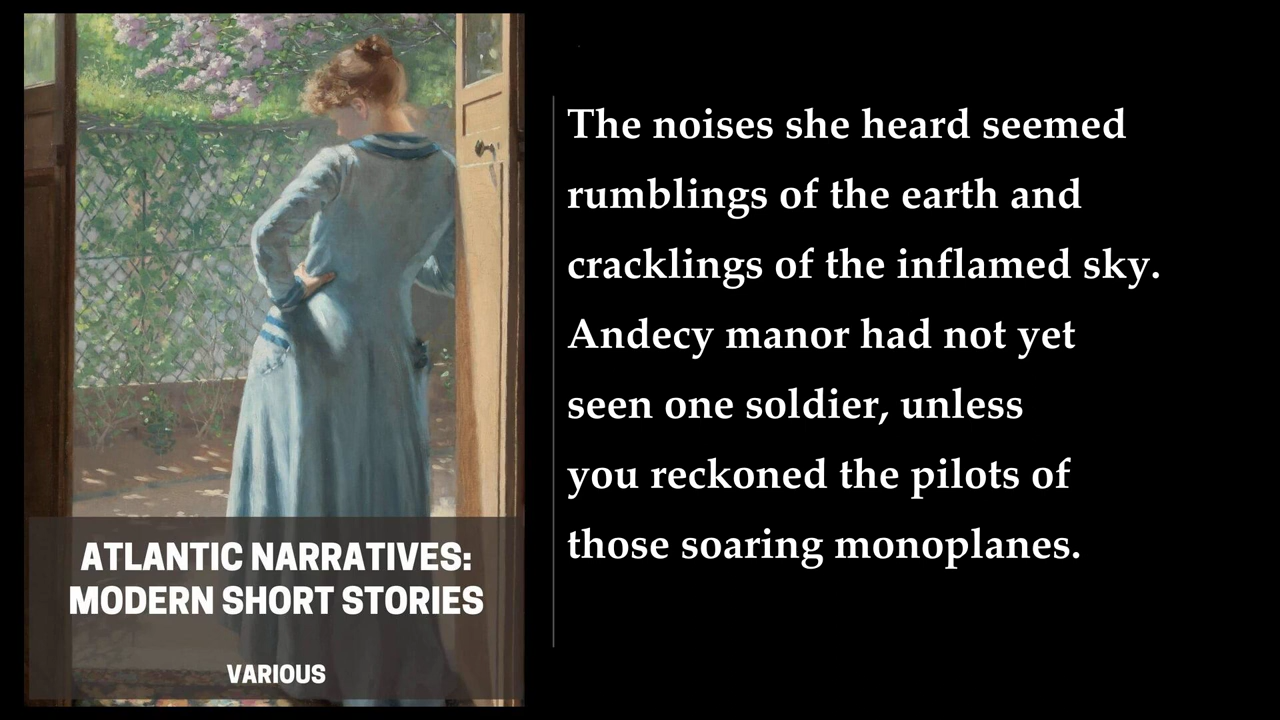 ATLANTIC NARRATIVES:
MODERN SHORT STORIES
VARIOUS
The noises she heard seemed
rumblings of the earth and
cracklings of the inflamed sky.
Andecy manor had not yet
seen one soldier, unless
you reckoned the pilots of
those soaring monoplanes.